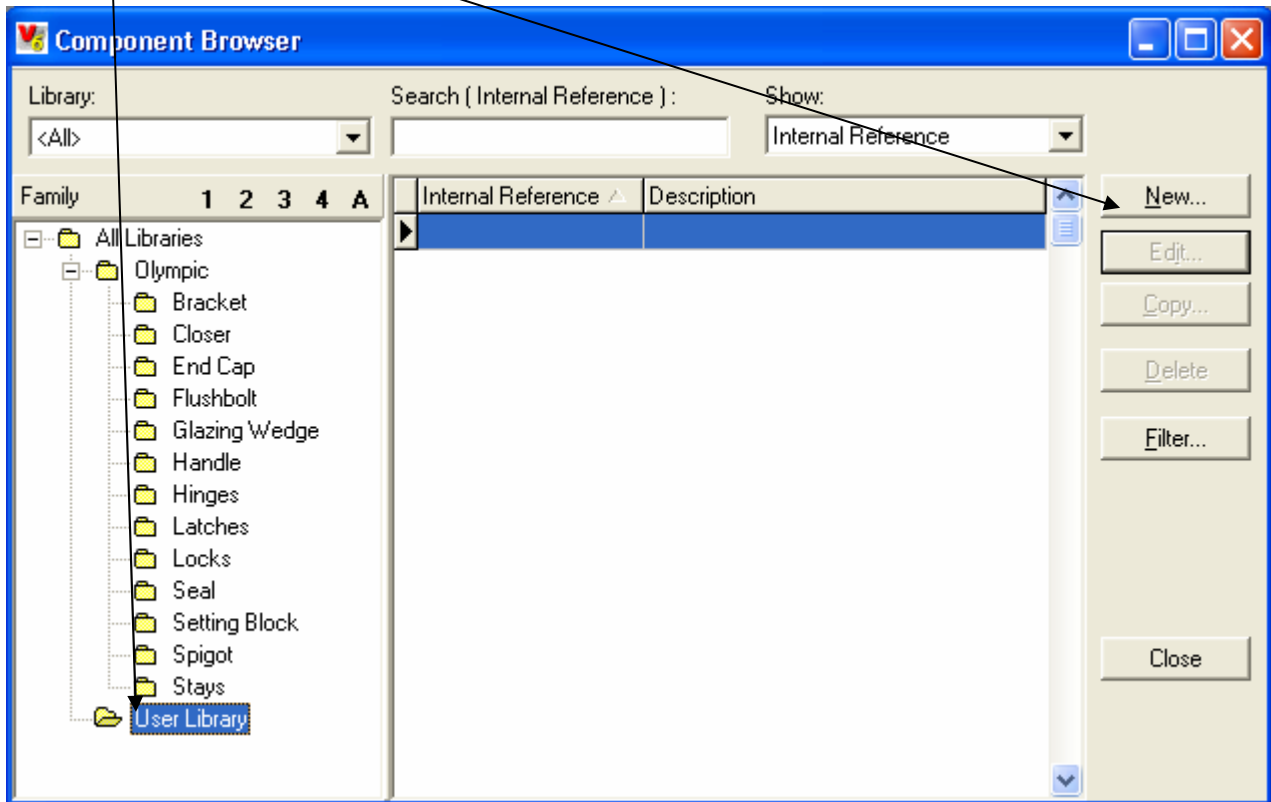 Component Browser
Library: Search ( Internal Reference ) : Show:
<All> Internal Reference
Family 1 2 3 4 A
Internal Reference Description
All Libraries
Olympic
Bracket
Closer
End Cap
Flushbolt
Glazing Wedge
Handle
Hinges
Latches
Locks
Seal
Setting Block
Spigot
Stays
User Library
New...
Edit...
Copy...
Delete
Filter...
Close